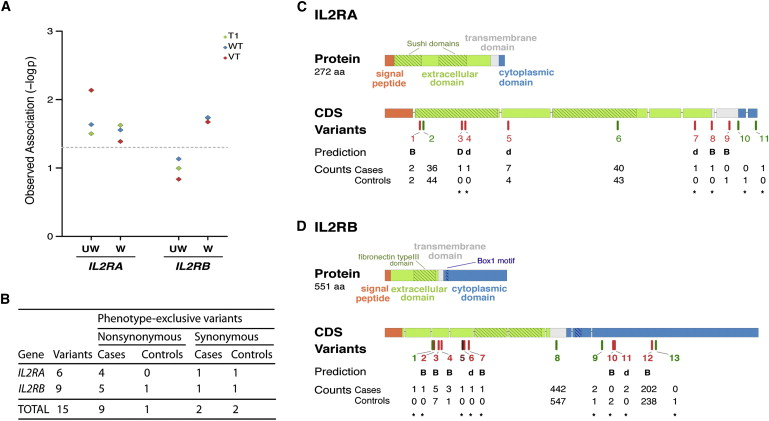 A
Observed Association (–logp)
3
2
1
0
T1
WT
VT
UW W UW W
IL2RA IL2RB
B
Phenotype-exclusive variants
Nonsynonymous Synonymous
Gene Variants Cases Controls Cases Controls
IL2RA 6 4 0 1 1
IL2RB 9 5 1 1 1
TOTAL 15 9 1 2 2
C IL2RA
transmembrane domain
Sushi domains
Protein
272 aa
signal peptide
extracellular domain
cytoplasmic domain
CDS
Variants
1 2 3 4 5 6 7 8 9 10 11
Prediction B D d d d B B
Counts Cases 2 36 1 1 7 40 1 1 0 0 1
Controls 2 44 0 0 4 43 0 0 1 1 0
* * * * *
D IL2RB
transmembrane domain
fibronectin typeIII domain
Box1 motif
Protein
551 aa
signal peptide
extracellular domain
cytoplasmic domain
CDS
Variants
1 2 3 4 5 6 7 8 9 10 11 12 13
Prediction B B B B d B B d B
Counts Cases 1 1 5 3 1 1 1 442 2 0 2 202 0
Controls 0 0 7 1 0 0 0 547 0 2 0 238 1
* * * * * * * * *